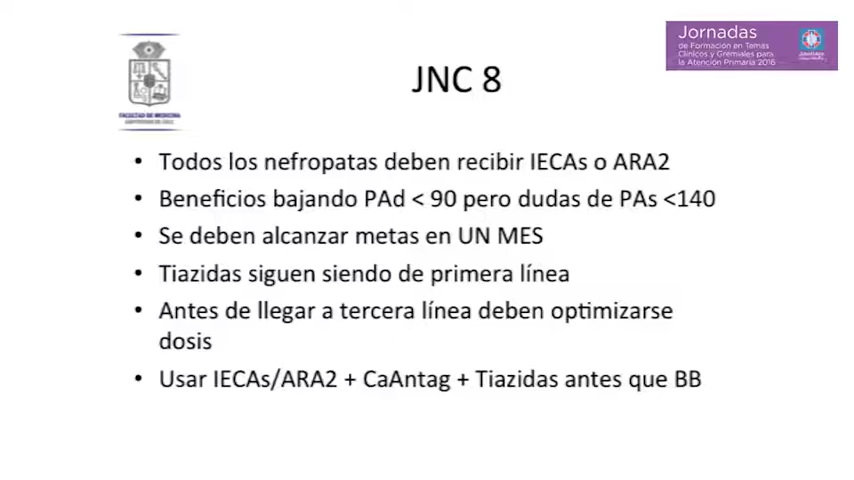 Jornadas
de Formación en Temas
Clínicos y Gremiales para
la Atención Primaria 2016
JNC 8
FACULTAD DE MEDICINA
• Todos los nefropatas deben recibir IECAs o ARA2
• Beneficios bajando PAd < 90 pero dudas de PAs <140
• Se deben alcanzar metas en UN MES
• Tiazidas siguen siendo de primera línea
• Antes de llegar a tercera línea deben optimizarse
dosis
• Usar IECAs/ARA2 + CaAntag + Tiazidas antes que BB